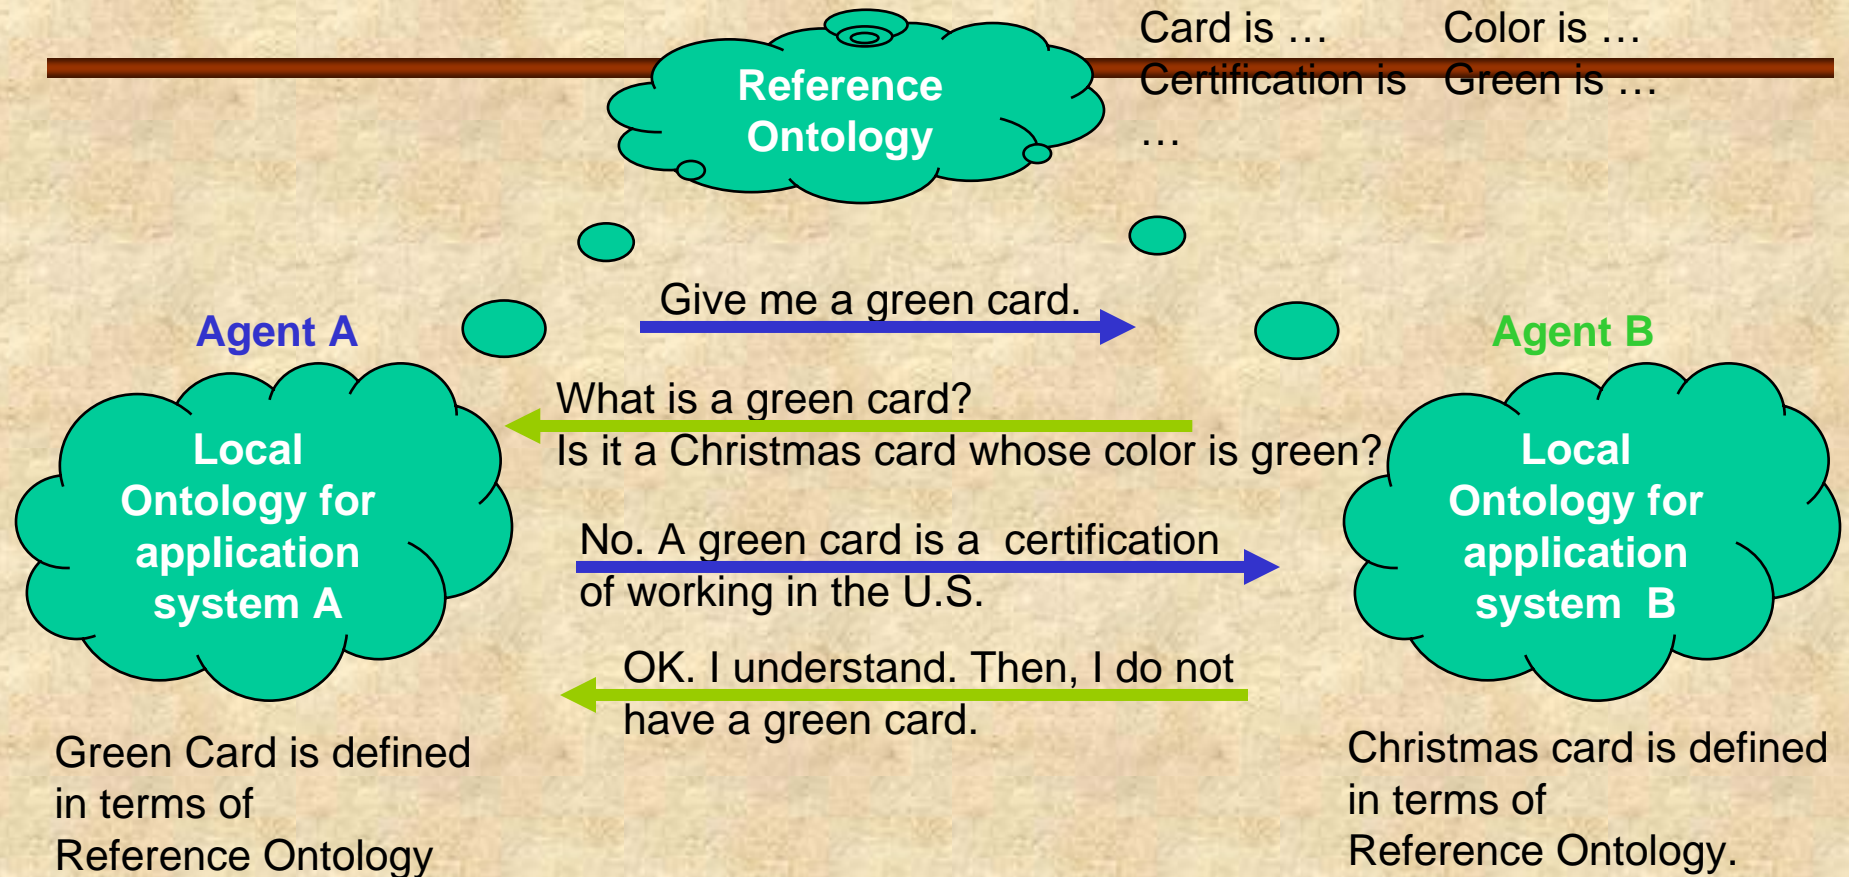 Card is …
Certification is
…
Color is …
Green is …
Reference
Ontology
Give me a green card.
Agent A
Agent B
What is a green card?
Is it a Christmas card whose color is green?
Local
Ontology for
application
system A
Local
Ontology for
application
system B
No. A green card is a certification
of working in the U.S.
OK. I understand. Then, I do not
have a green card.
Green Card is defined
in terms of
Reference Ontology
Christmas card is defined
in terms of
Reference Ontology.